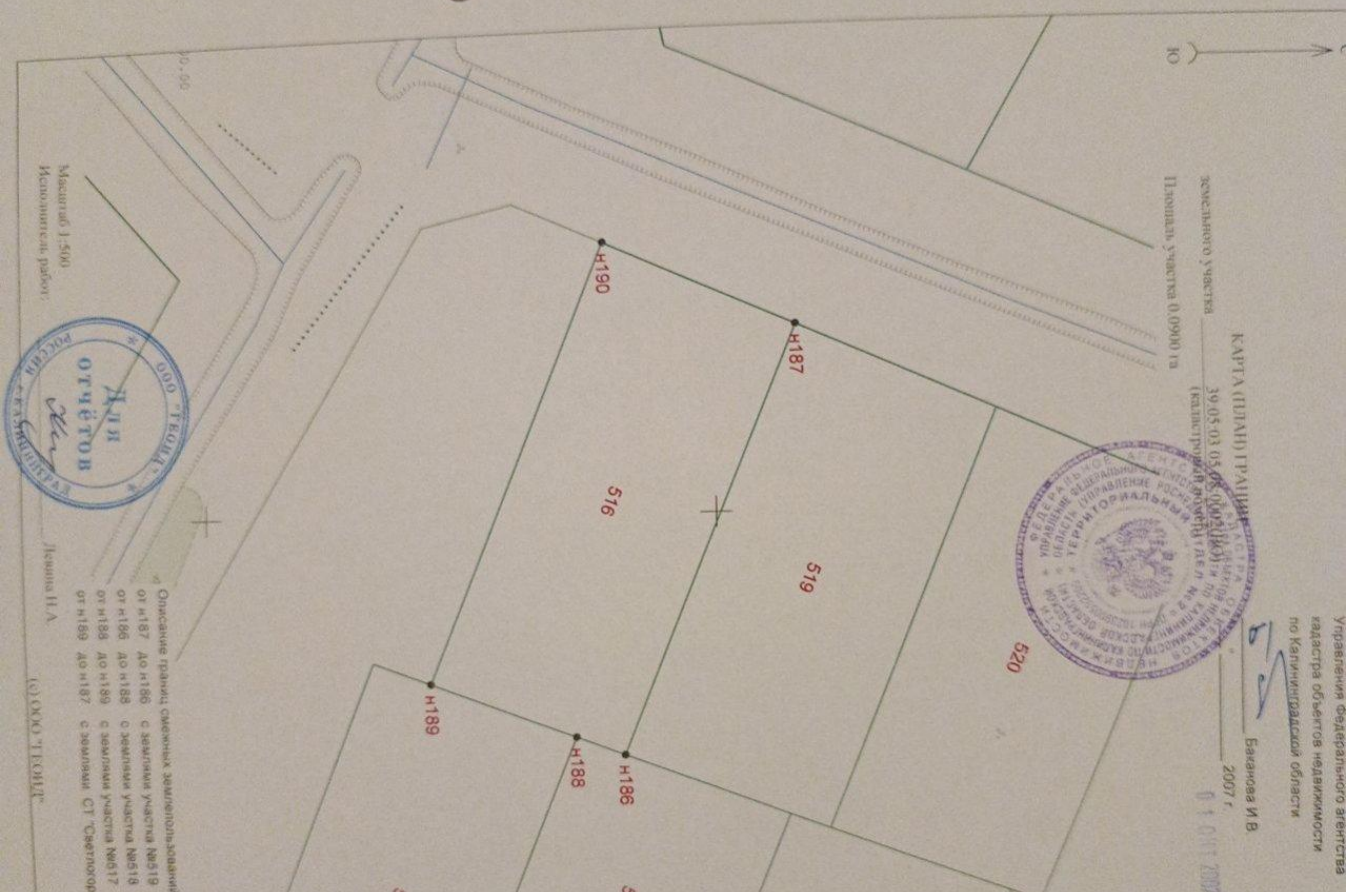 Управления Федерального агентства
кадастра объектов недвижимости
по Калининградской области
Баканова И.В.
2007 г.
КАРТА (ПЛАН) ГРАНИЦ
земельного участка
Площадь участка 0.0900 га
Ю
н190
н187
516
519
520
н189
н188
н186
Масштаб 1:500
Исполнитель работ:
Левина Н.А.
ООО "ГЕОИД"
Для
отчётов
РОССИЯ
КАЛИНИНГРАД
Описание границ смежных землепользований
от н187 до н186 с землями участка №519
от н186 до н188 с землями участка №518
от н188 до н189 с землями участка №517
от н189 до н187 с землями СТ "Светлогор
(с) ООО "ГЕОИД"